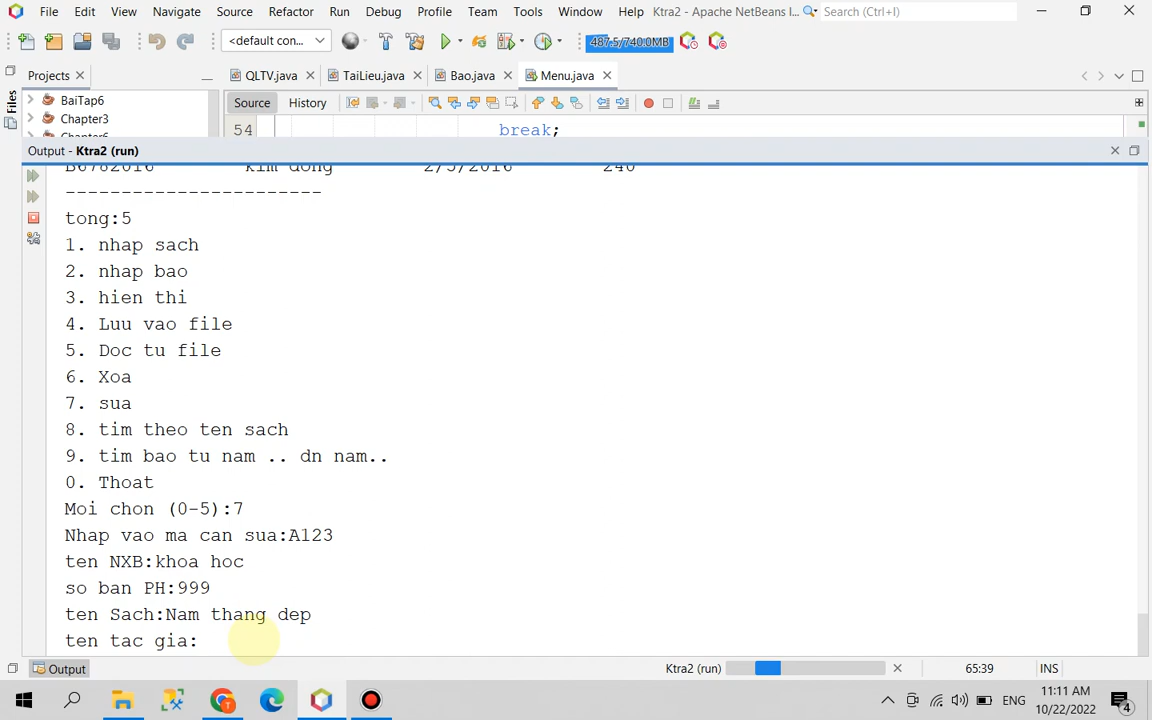 File Edit View Navigate Source Refactor Run Debug Profile Team Tools Window Help Ktra2 - Apache NetBeans I... Search (Ctrl+I)
<default con... 487.5/740.0MB
Projects QLTV.java TaiLieu.java Bao.java Menu.java
Files
BaiTap6
Chapter3
Source History
54 break;
Output - Ktra2 (run)
B6782016 kim dong 2/5/2016 240
-----------------------
tong:5
1. nhap sach
2. nhap bao
3. hien thi
4. Luu vao file
5. Doc tu file
6. Xoa
7. sua
8. tim theo ten sach
9. tim bao tu nam .. dn nam..
0. Thoat
Moi chon (0-5):7
Nhap vao ma can sua:A123
ten NXB:khoa hoc
so ban PH:999
ten Sach:Nam thang dep
ten tac gia:
Output Ktra2 (run) 65:39 INS
ENG 11:11 AM
10/22/2022 4